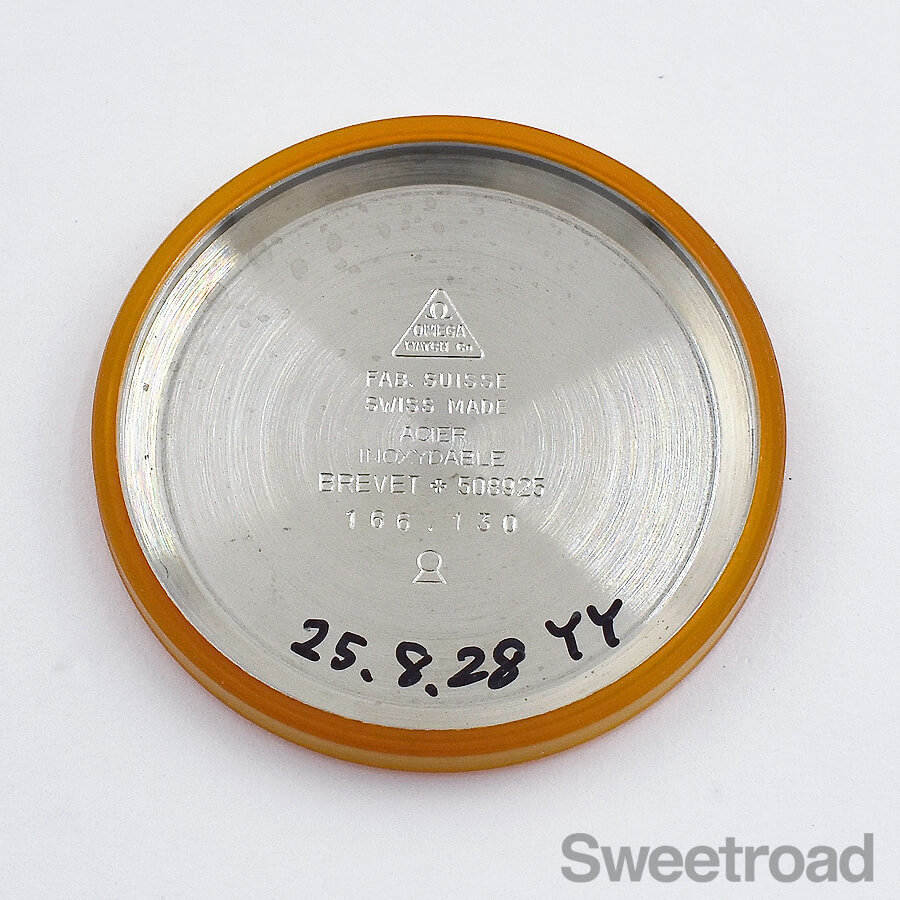 Ω
OMEGA
WATCH Co
FAB. SUISSE
SWISS MADE
ACIER
INOXYDABLE
BREVET ✻ 508925
166.130
25.8.28 YY
Sweetroad